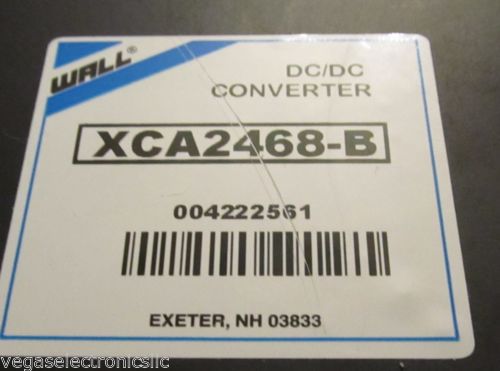 WALL®
DC/DC
CONVERTER
XCA2468-B
004222561
EXETER, NH 03833
vegaselectronicsllc